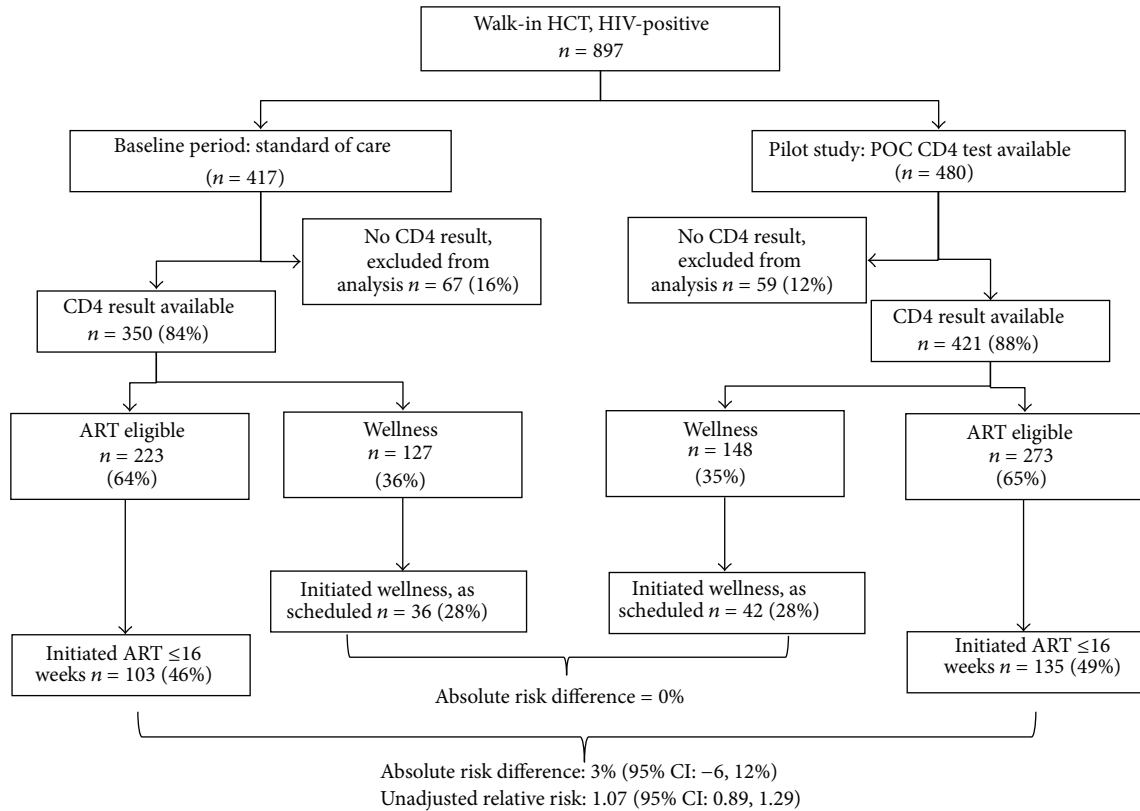 Walk-in HCT, HIV-positive
n = 897
Baseline period: standard of care
(n = 417)
Pilot study: POC CD4 test available
(n = 480)
No CD4 result,
excluded from
analysis n = 67 (16%)
No CD4 result,
excluded from
analysis n = 59 (12%)
CD4 result available
n = 350 (84%)
CD4 result available
n = 421 (88%)
ART eligible
n = 223
(64%)
Wellness
n = 127
(36%)
Wellness
n = 148
(35%)
ART eligible
n = 273
(65%)
Initiated wellness, as
scheduled n = 36 (28%)
Initiated wellness, as
scheduled n = 42 (28%)
Initiated ART ≤16
weeks n = 103 (46%)
Initiated ART ≤16
weeks n = 135 (49%)
Absolute risk difference = 0%
Absolute risk difference: 3% (95% CI: −6, 12%)
Unadjusted relative risk: 1.07 (95% CI: 0.89, 1.29)